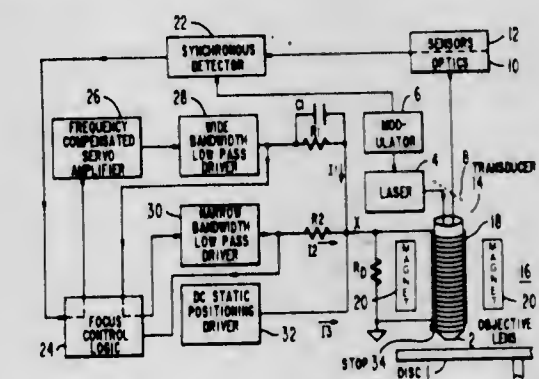 22
SYNCHRONOUS
DETECTOR
SENSORS
OPTICS
12
10
26
FREQUENCY
COMPENSATED
SERVO
AMPLIFIER
28
WIDE
BANDWIDTH
LOW PASS
DRIVER
C1
R1
I1
6
MOD-
ULATOR
4
LASER
8
TRANSDUCER
14
18
30
NARROW
BANDWIDTH
LOW PASS
DRIVER
R2
I2
X
RD
MAGNET
20
MAGNET
20
16
24
FOCUS
CONTROL
LOGIC
DC STATIC
POSITIONING
DRIVER
32
I3
STOP 34
OBJECTIVE
LENS
2
DISC 1